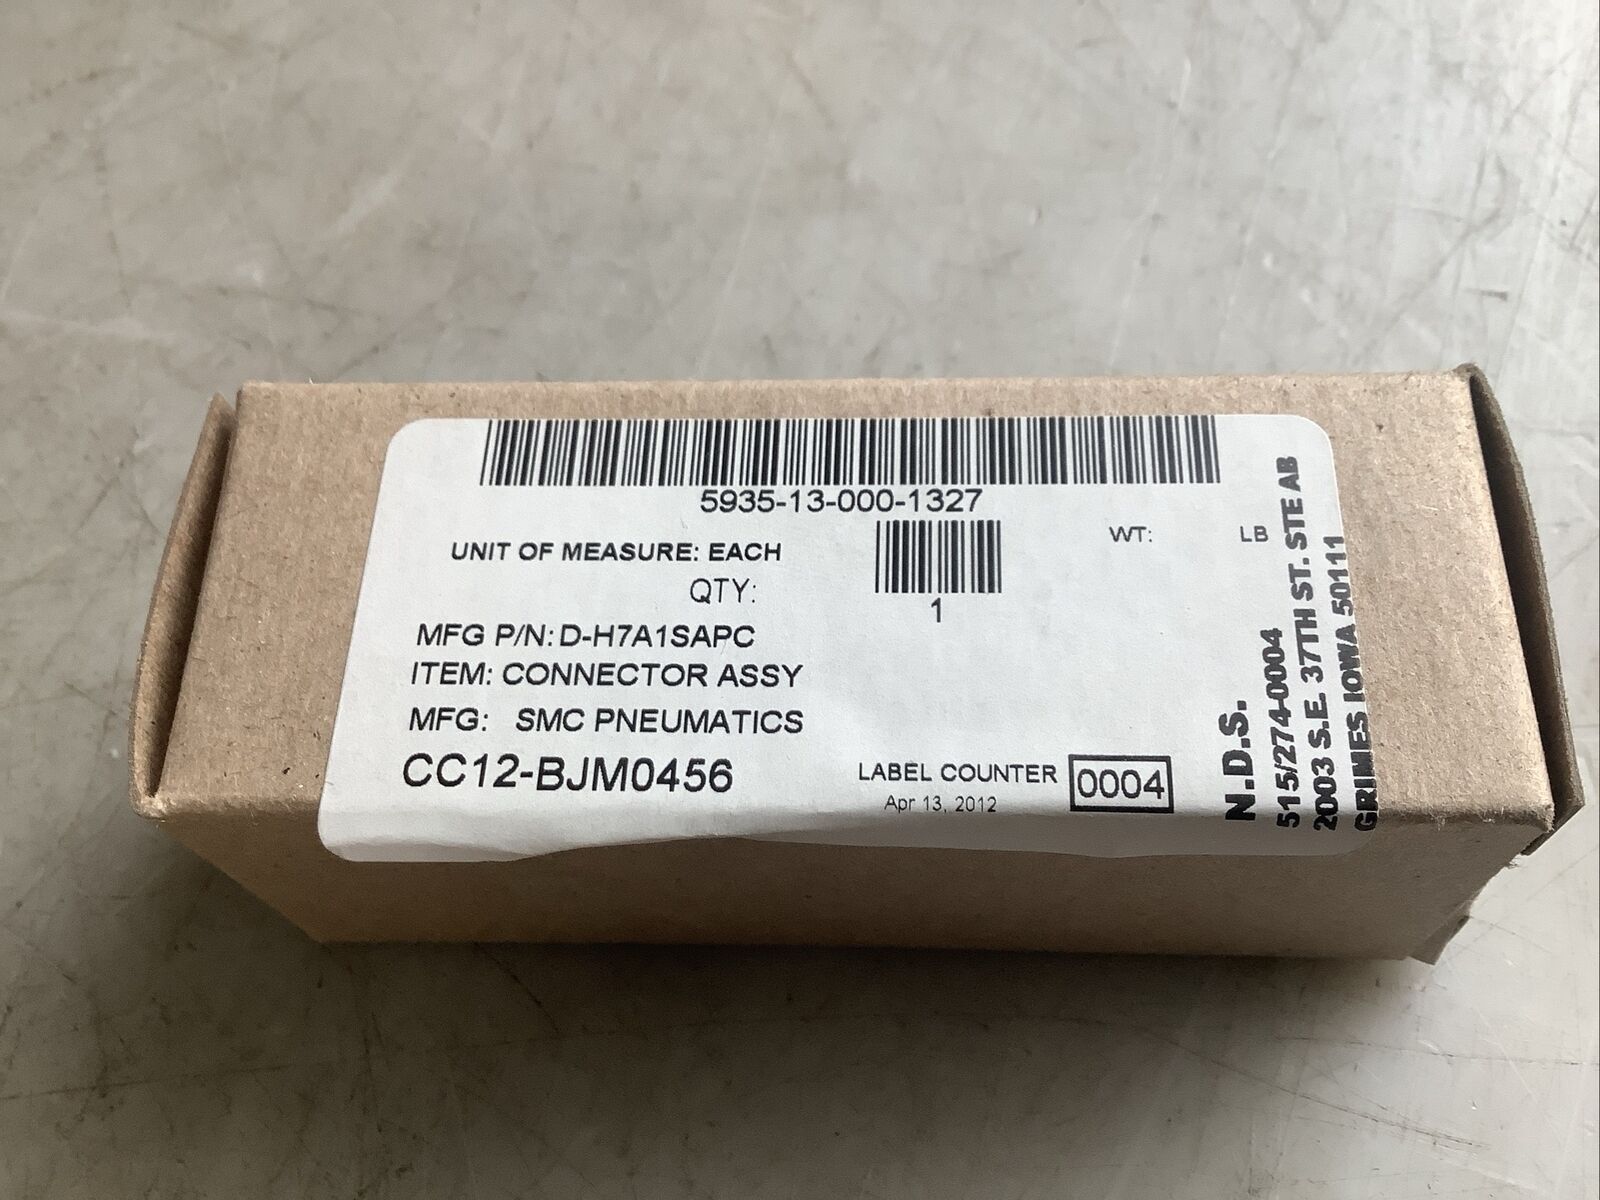 5935-13-000-1327
UNIT OF MEASURE: EACH
QTY:
1
WT: LB
MFG P/N: D-H7A1SAPC
ITEM: CONNECTOR ASSY
MFG: SMC PNEUMATICS
CC12-BJM0456
LABEL COUNTER 0004
Apr 13, 2012
N.D.S.
515/274-0004
2003 S.E. 37TH ST. STE AB
GRIMES IOWA 50111